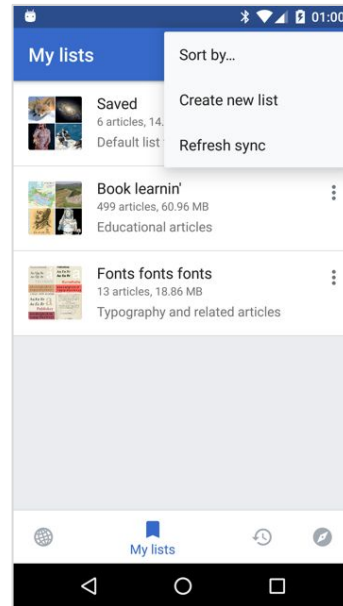 01:00
My lists
Sort by...
Create new list
Refresh sync
Saved
6 articles, 14.
Default list
Book learnin'
499 articles, 60.96 MB
Educational articles
Fonts fonts fonts
13 articles, 18.86 MB
Typography and related articles
My lists